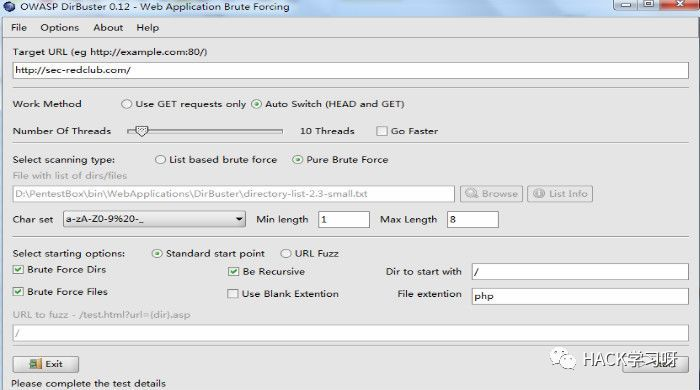 OWASP DirBuster 0.12 - Web Application Brute Forcing
File Options About Help
Target URL (eg http://example.com:80/)
http://sec-redclub.com/
Work Method Use GET requests only Auto Switch (HEAD and GET)
Number Of Threads 10 Threads Go Faster
Select scanning type: List based brute force Pure Brute Force
File with list of dirs/files
D:\PentestBox\bin\WebApplications\DirBuster\directory-list-2.3-small.txt Browse List Info
Char set a-zA-Z0-9%20-_ Min length 1 Max Length 8
Select starting options: Standard start point URL Fuzz
Brute Force Dirs Be Recursive Dir to start with /
Brute Force Files Use Blank Extention File extention php
URL to fuzz - /test.html?url={dir}.asp
/
Exit HACK学习呀
Please complete the test details